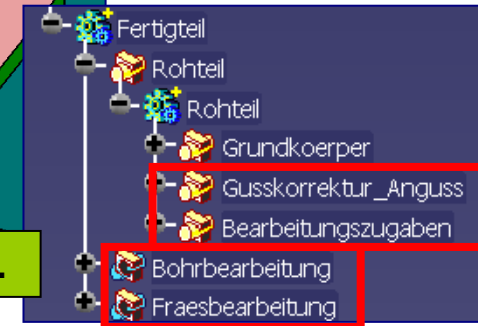 Fertigteil
Rohteil
Rohteil
Grundkoerper
Gusskorrektur_Anguss
Bearbeitungszugaben
Bohrbearbeitung
Fraesbearbeitung